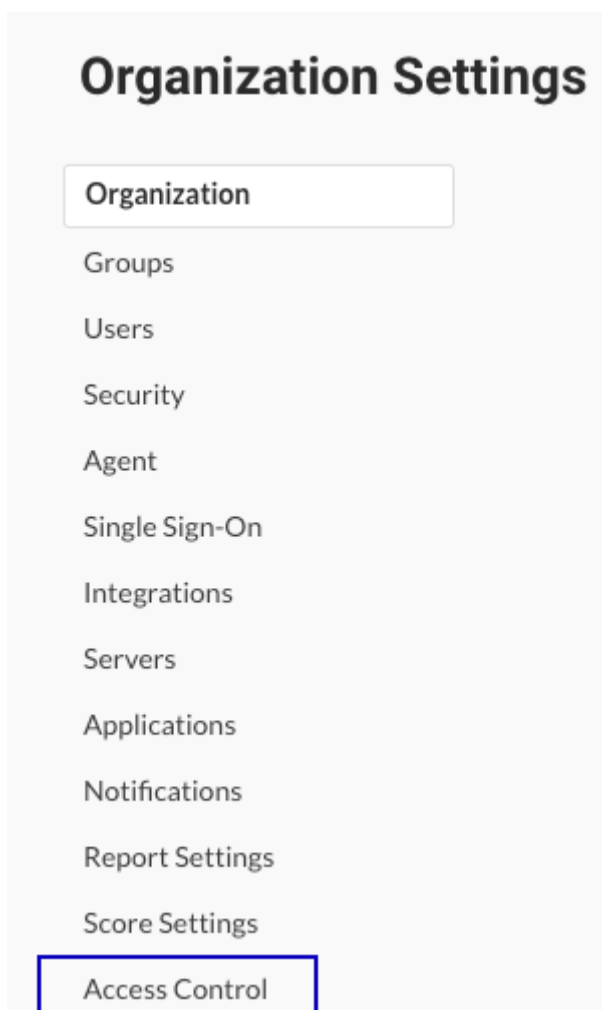 Organization Settings
Organization
Groups
Users
Security
Agent
Single Sign-On
Integrations
Servers
Applications
Notifications
Report Settings
Score Settings
Access Control